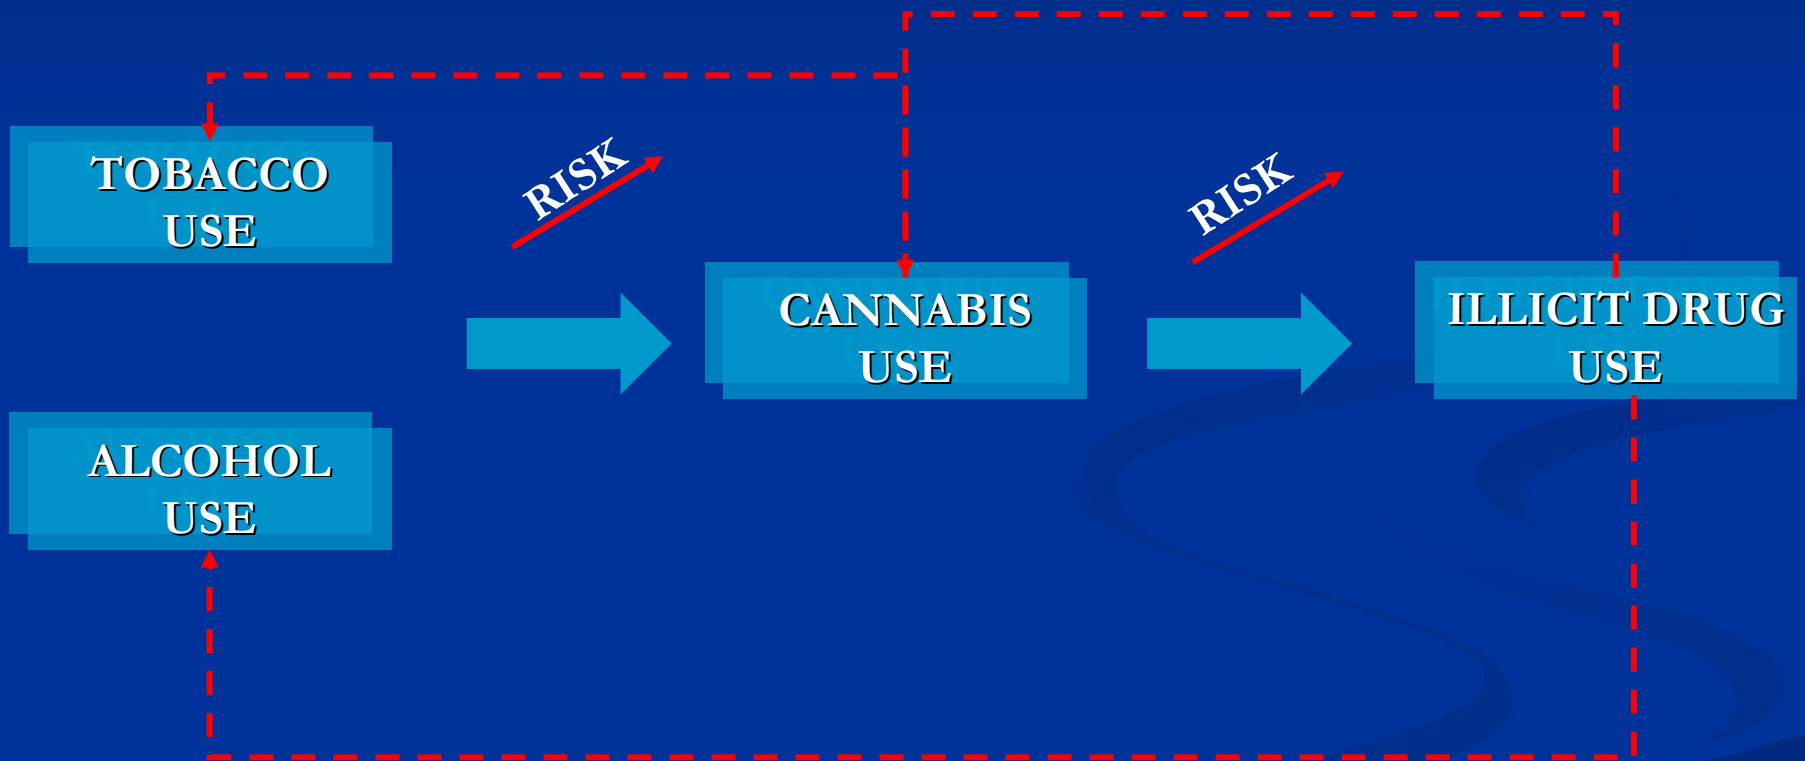 TOBACCO
USE
RISK
RISK
CANNABIS
USE
ILLICIT DRUG
USE
ALCOHOL
USE